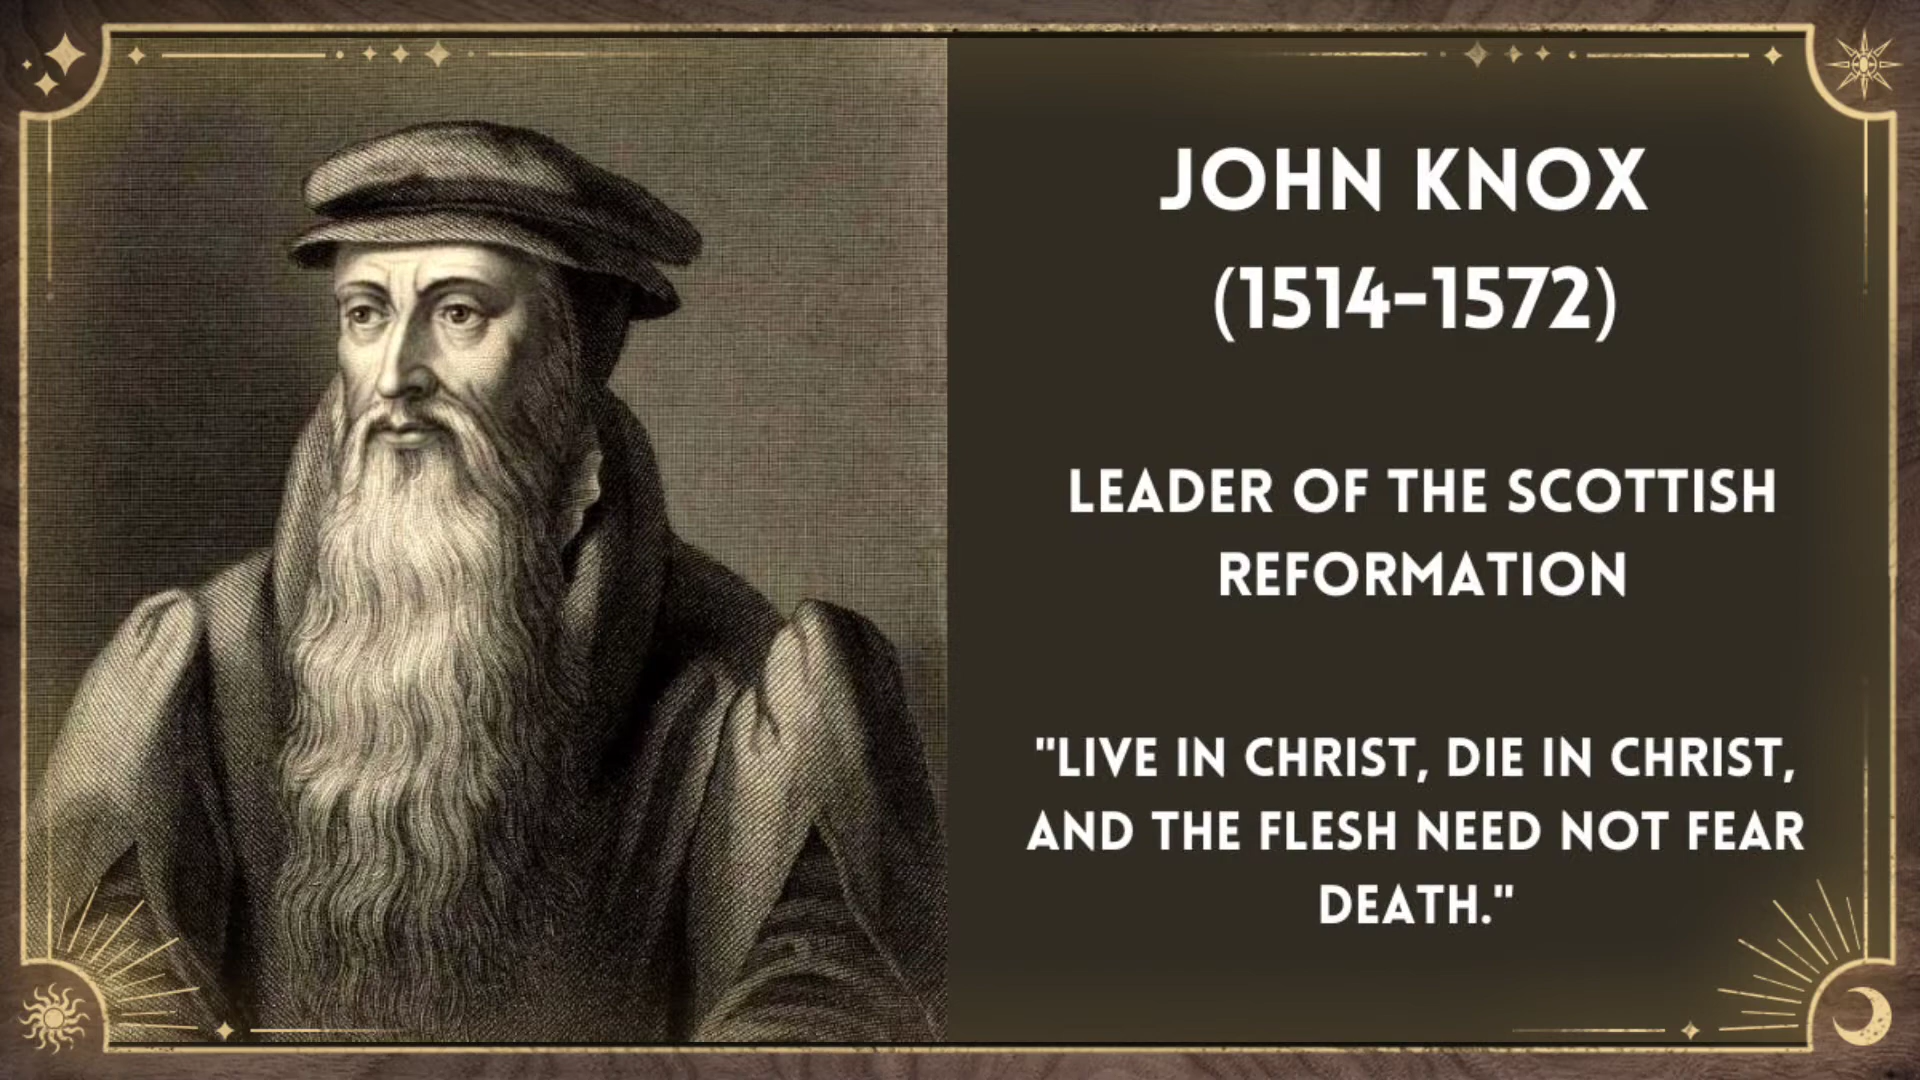 JOHN KNOX
(1514-1572)
LEADER OF THE SCOTTISH
REFORMATION
"LIVE IN CHRIST, DIE IN CHRIST,
AND THE FLESH NEED NOT FEAR
DEATH."